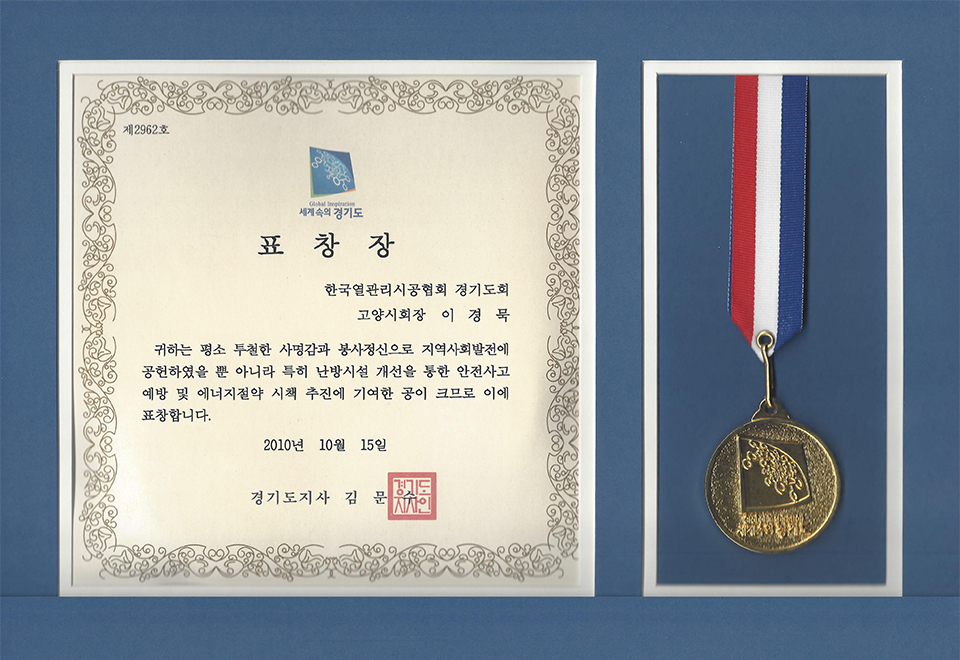 제2962호
Global Inspiration
세계 속의 경기도
표 창 장
한국열관리시공협회 경기도회
고양시회장 이 경 묵
귀하는 평소 투철한 사명감과 봉사정신으로 지역사회발전에
공헌하였을 뿐 아니라 특히 난방시설 개선을 통한 안전사고
예방 및 에너지절약 시책 추진에 기여한 공이 크므로 이에
표창합니다.
2010년 10월 15일
경기도지사 김 문 수
경기도
지사인